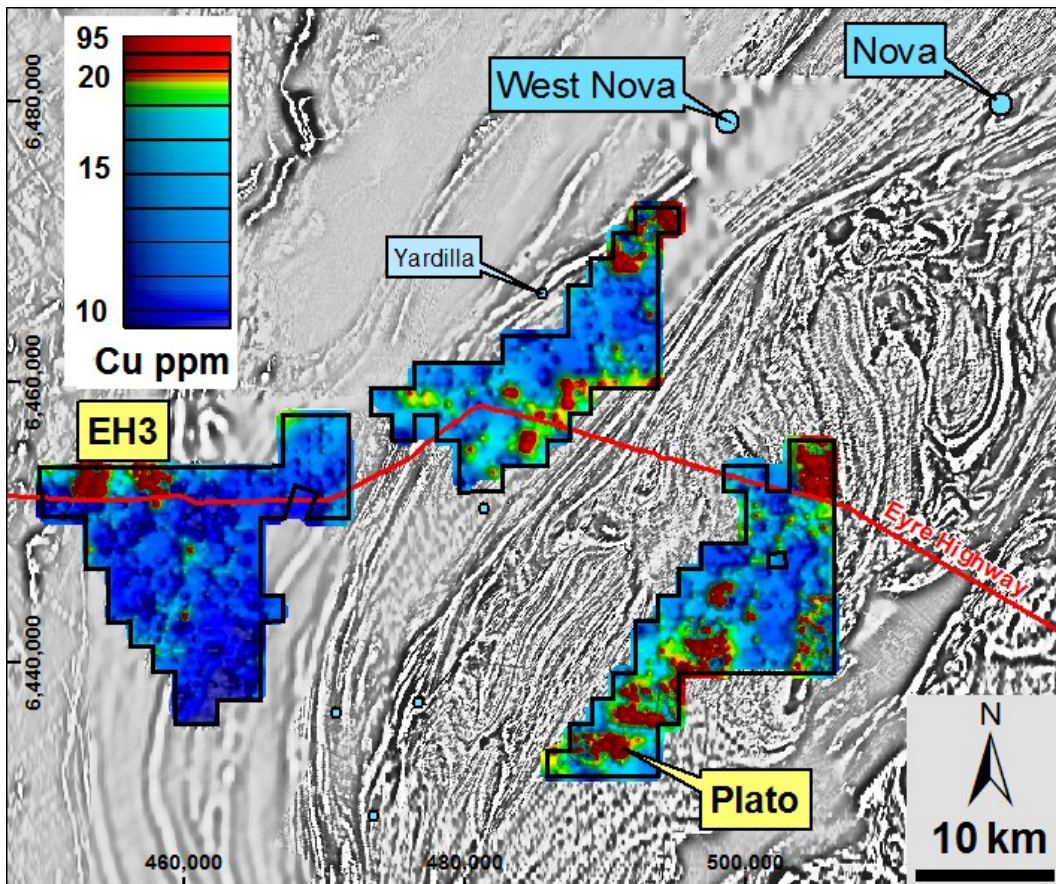 95
20
15
10
Cu ppm
West Nova
Nova
Yardilla
EH3
Eyre Highway
Plato
N
10 km
6,480,000
6,460,000
6,440,000
460,000
480,000
500,000